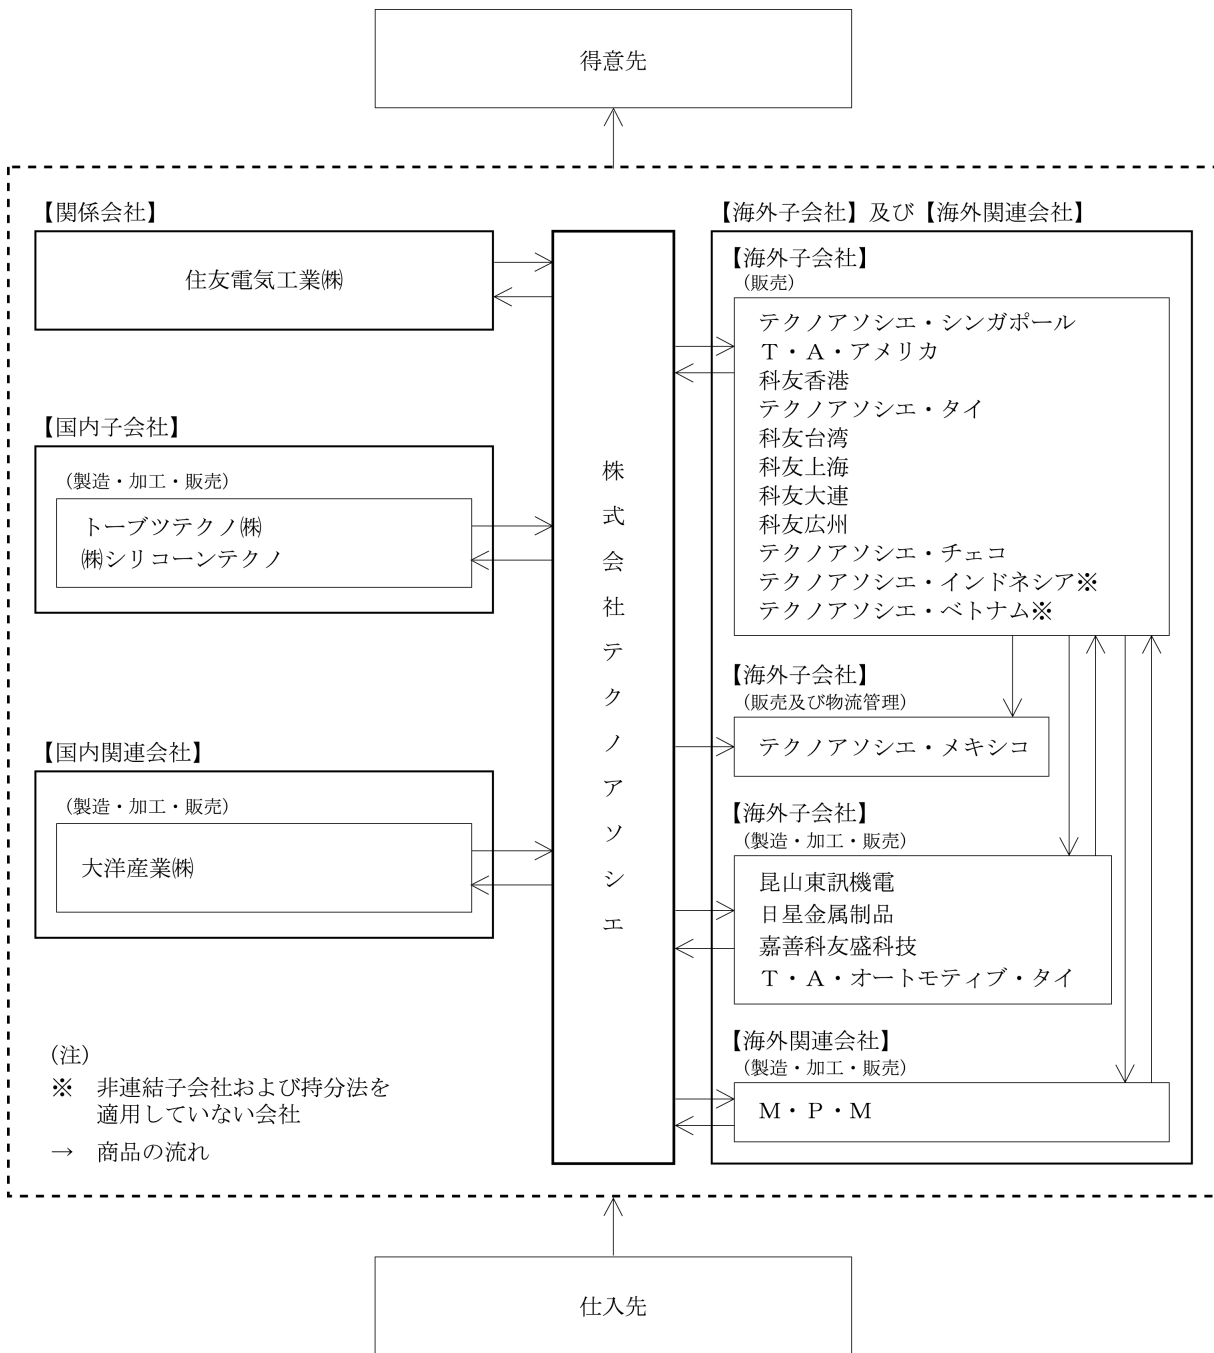 得意先
【関係会社】
住友電気工業㈱
【国内子会社】
（製造・加工・販売）
トーブツテクノ㈱
㈱シリコーンテクノ
【国内関連会社】
（製造・加工・販売）
大洋産業㈱
（注）
※　非連結子会社および持分法を
適用していない会社
→　商品の流れ
株式会社テクノアソシエ
【海外子会社】及び【海外関連会社】
【海外子会社】
（販売）
テクノアソシエ・シンガポール
Ｔ・Ａ・アメリカ
科友香港
テクノアソシエ・タイ
科友台湾
科友上海
科友大連
科友広州
テクノアソシエ・チェコ
テクノアソシエ・インドネシア※
テクノアソシエ・ベトナム※
【海外子会社】
（販売及び物流管理）
テクノアソシエ・メキシコ
【海外子会社】
（製造・加工・販売）
昆山東訊機電
日星金属制品
嘉善科友盛科技
Ｔ・Ａ・オートモティブ・タイ
【海外関連会社】
（製造・加工・販売）
Ｍ・Ｐ・Ｍ
仕入先